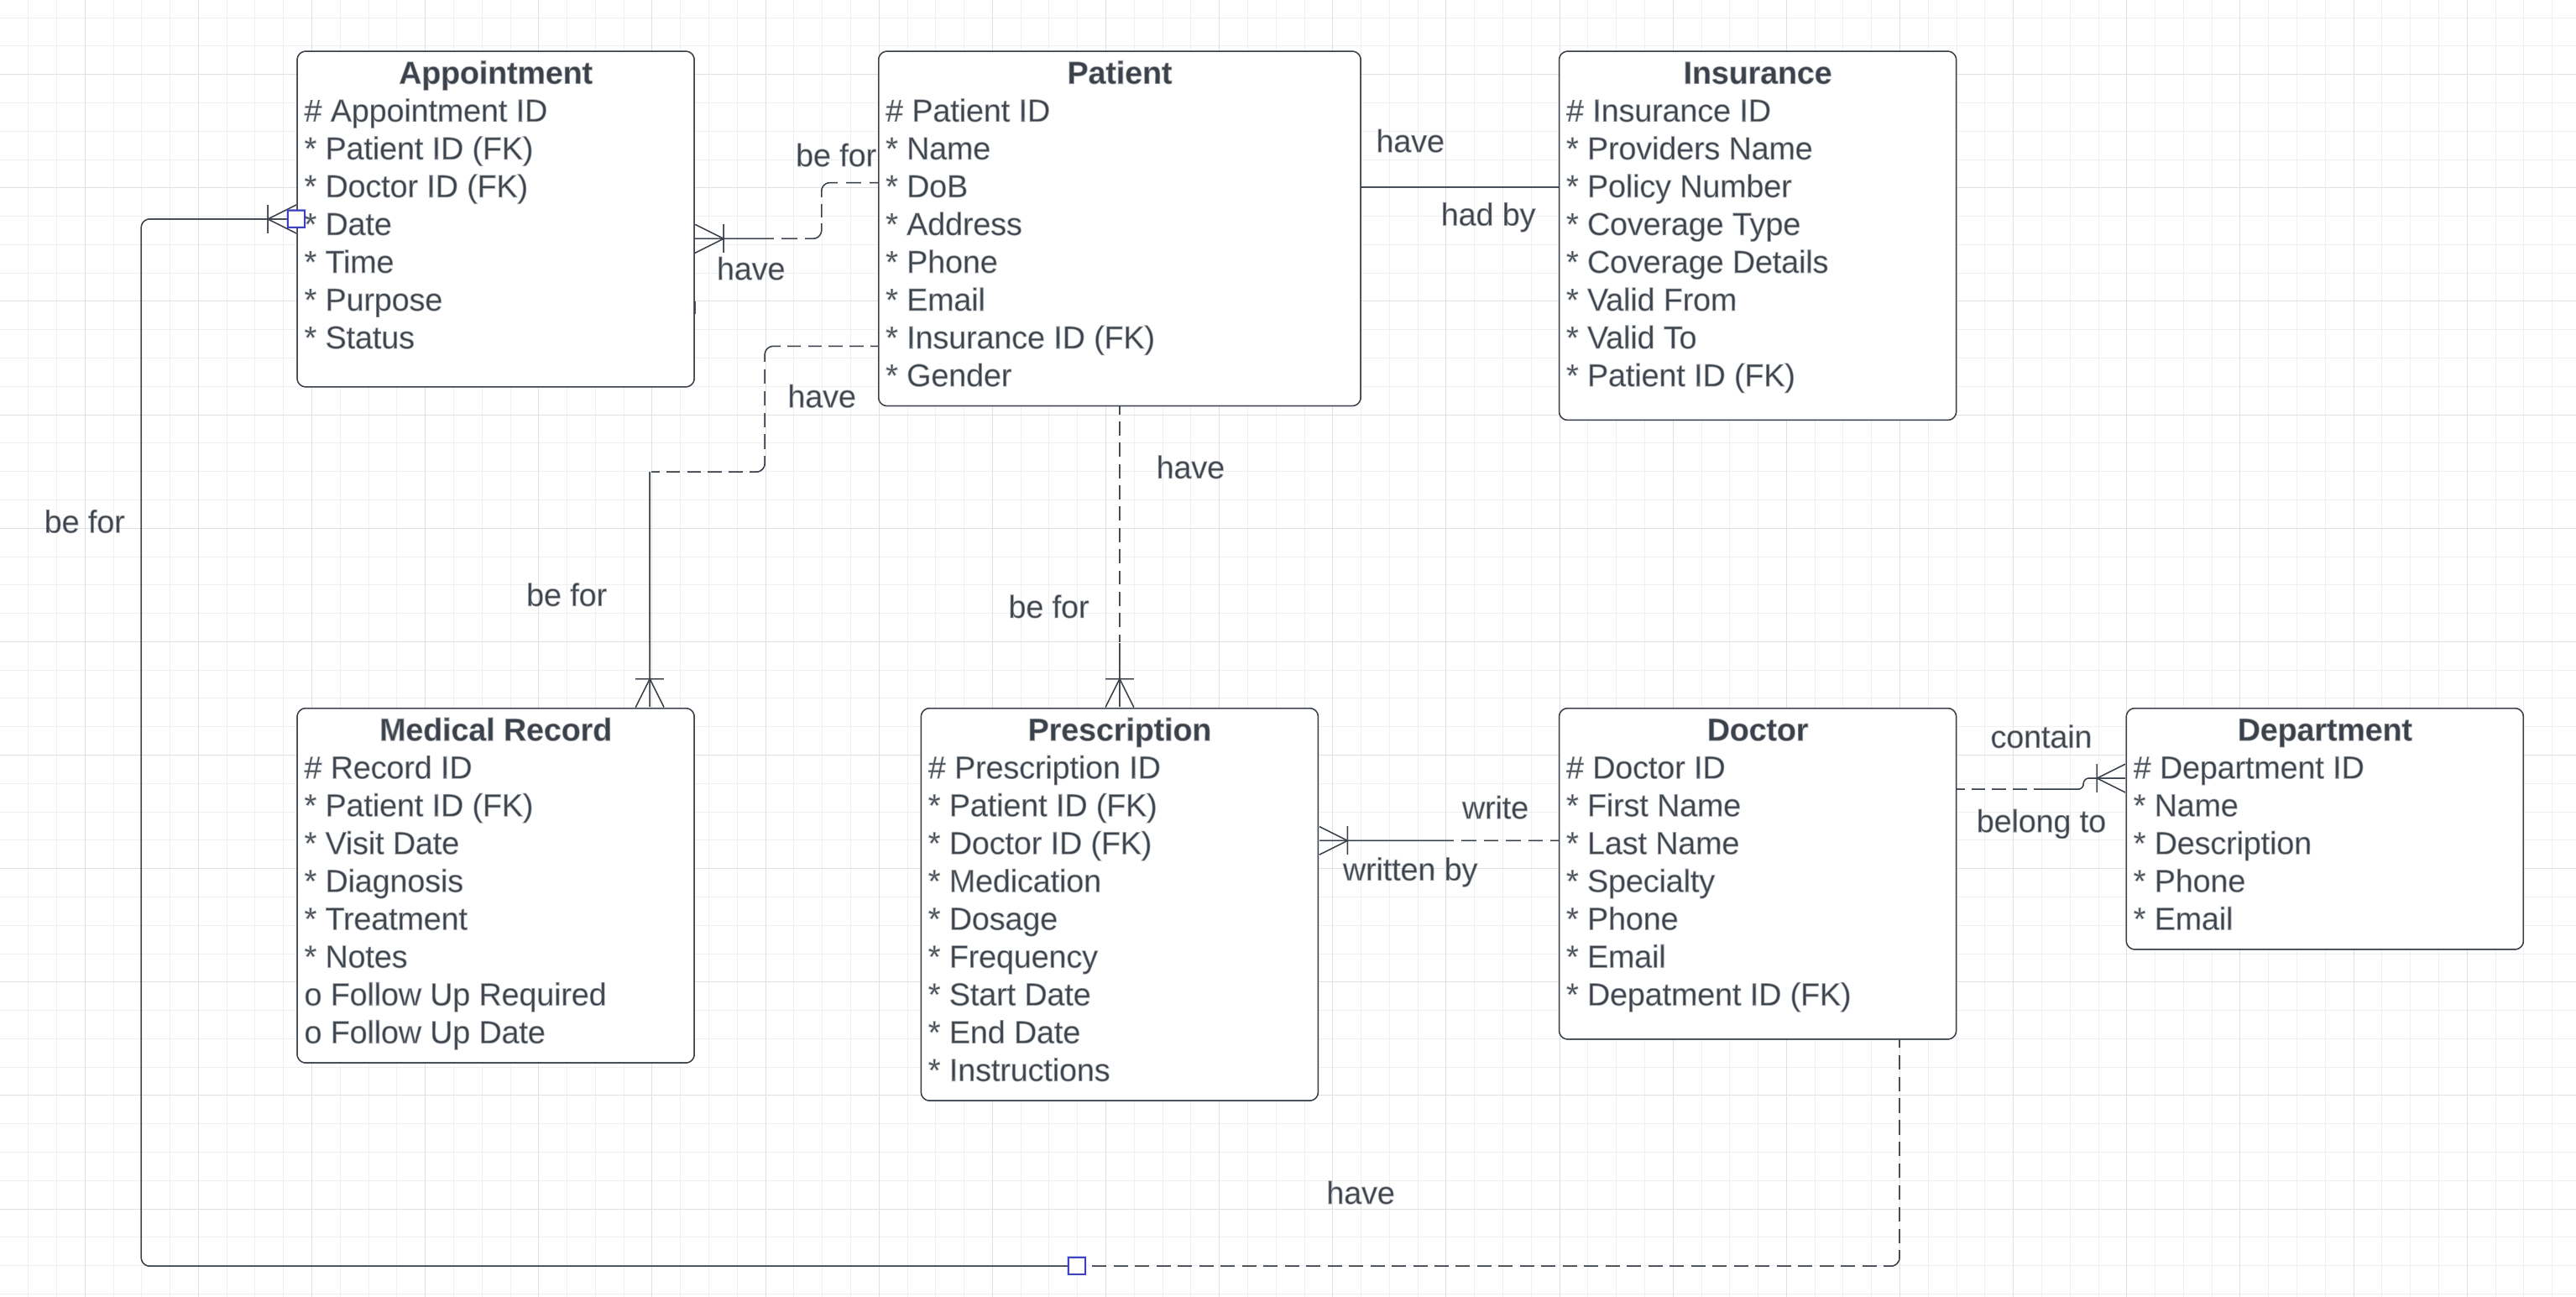 Appointment
# Appointment ID
* Patient ID (FK)
* Doctor ID (FK)
* Date
* Time
* Purpose
* Status
be for
have
Patient
# Patient ID
* Name
* DoB
* Address
* Phone
* Email
* Insurance ID (FK)
* Gender
have
had by
Insurance
# Insurance ID
* Providers Name
* Policy Number
* Coverage Type
* Coverage Details
* Valid From
* Valid To
* Patient ID (FK)
have
be for
have
be for
be for
Medical Record
# Record ID
* Patient ID (FK)
* Visit Date
* Diagnosis
* Treatment
* Notes
o Follow Up Required
o Follow Up Date
Prescription
# Prescription ID
* Patient ID (FK)
* Doctor ID (FK)
* Medication
* Dosage
* Frequency
* Start Date
* End Date
* Instructions
write
written by
Doctor
# Doctor ID
* First Name
* Last Name
* Specialty
* Phone
* Email
* Depatment ID (FK)
contain
belong to
Department
# Department ID
* Name
* Description
* Phone
* Email
have